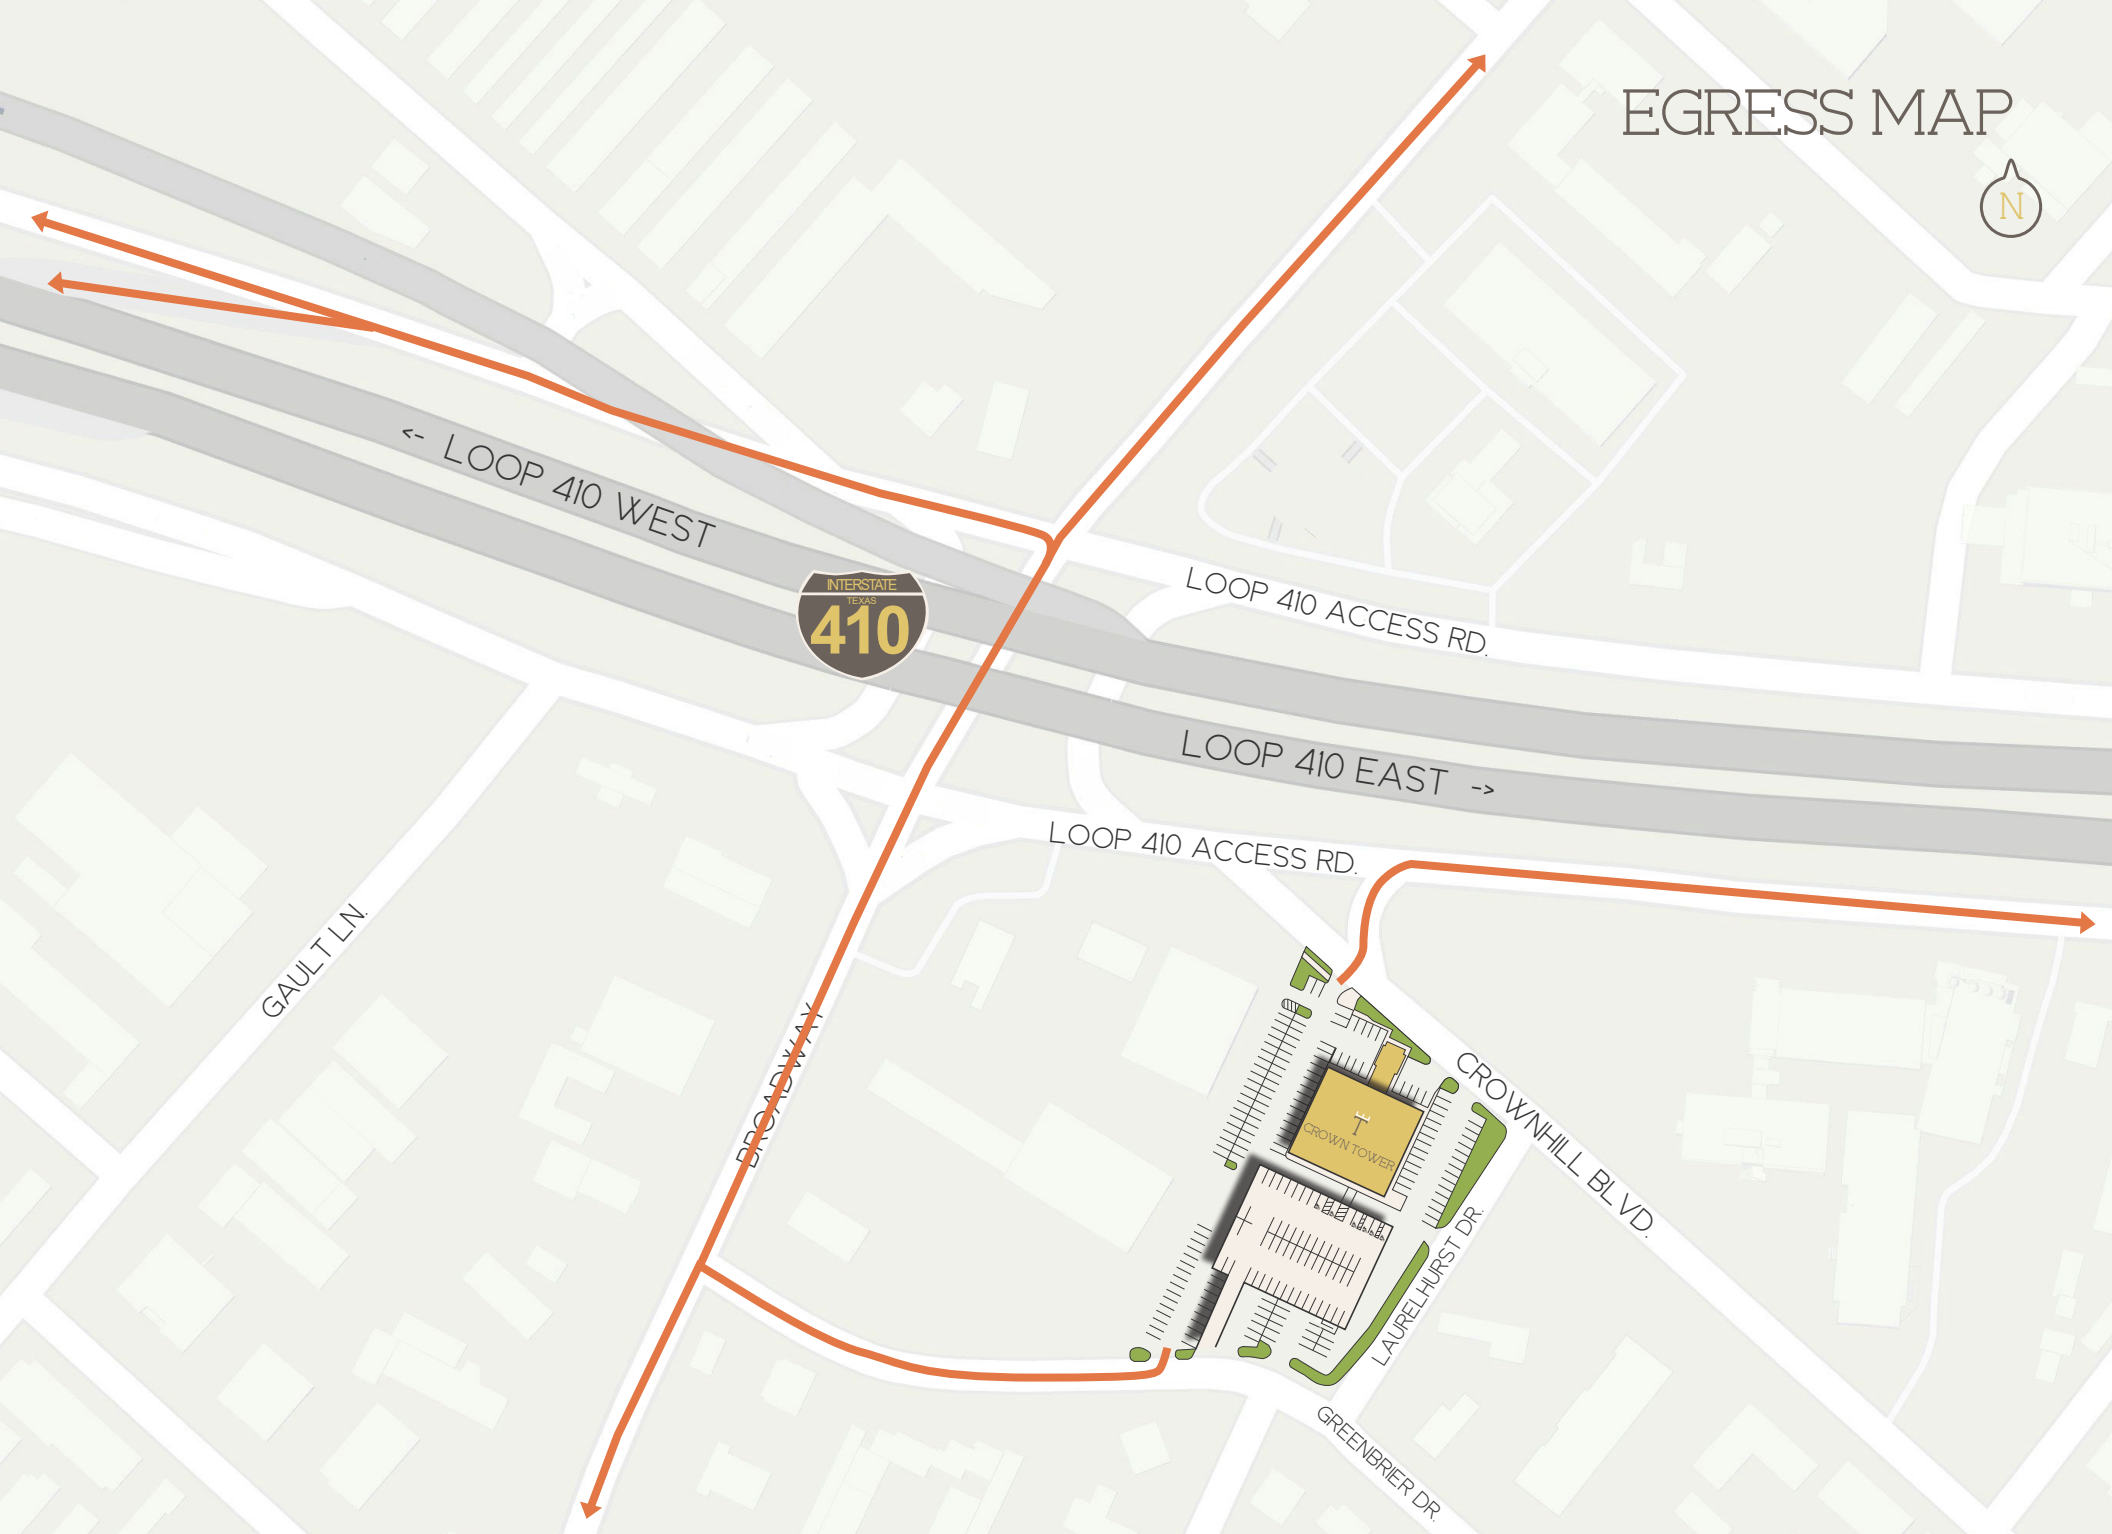 EGRESS MAP
N
<- LOOP 410 WEST
INTERSTATE
TEXAS
410
LOOP 410 ACCESS RD.
LOOP 410 EAST ->
LOOP 410 ACCESS RD.
GAULT LN.
BROADWAY
CROWNHILL BLVD.
T
CROWN TOWER
LAURELHURST DR.
GREENBRIER DR.